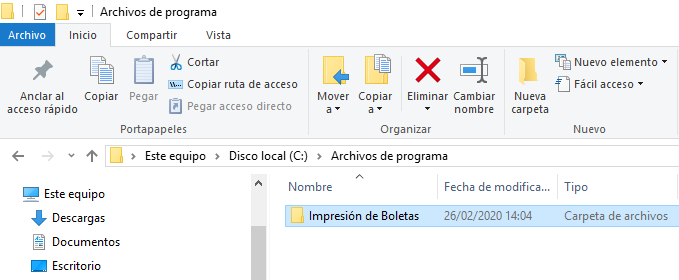 Archivos de programa
Archivo Inicio Compartir Vista
Anclar al acceso rápido
Copiar
Pegar
Cortar
Copiar ruta de acceso
Pegar acceso directo
Portapapeles
Mover a
Copiar a
Eliminar
Cambiar nombre
Organizar
Nueva carpeta
Nuevo elemento
Fácil acceso
Nuevo
Este equipo Disco local (C:) Archivos de programa
Este equipo
Descargas
Documentos
Escritorio
Nombre Fecha de modifica... Tipo
Impresión de Boletas 26/02/2020 14:04 Carpeta de archivos